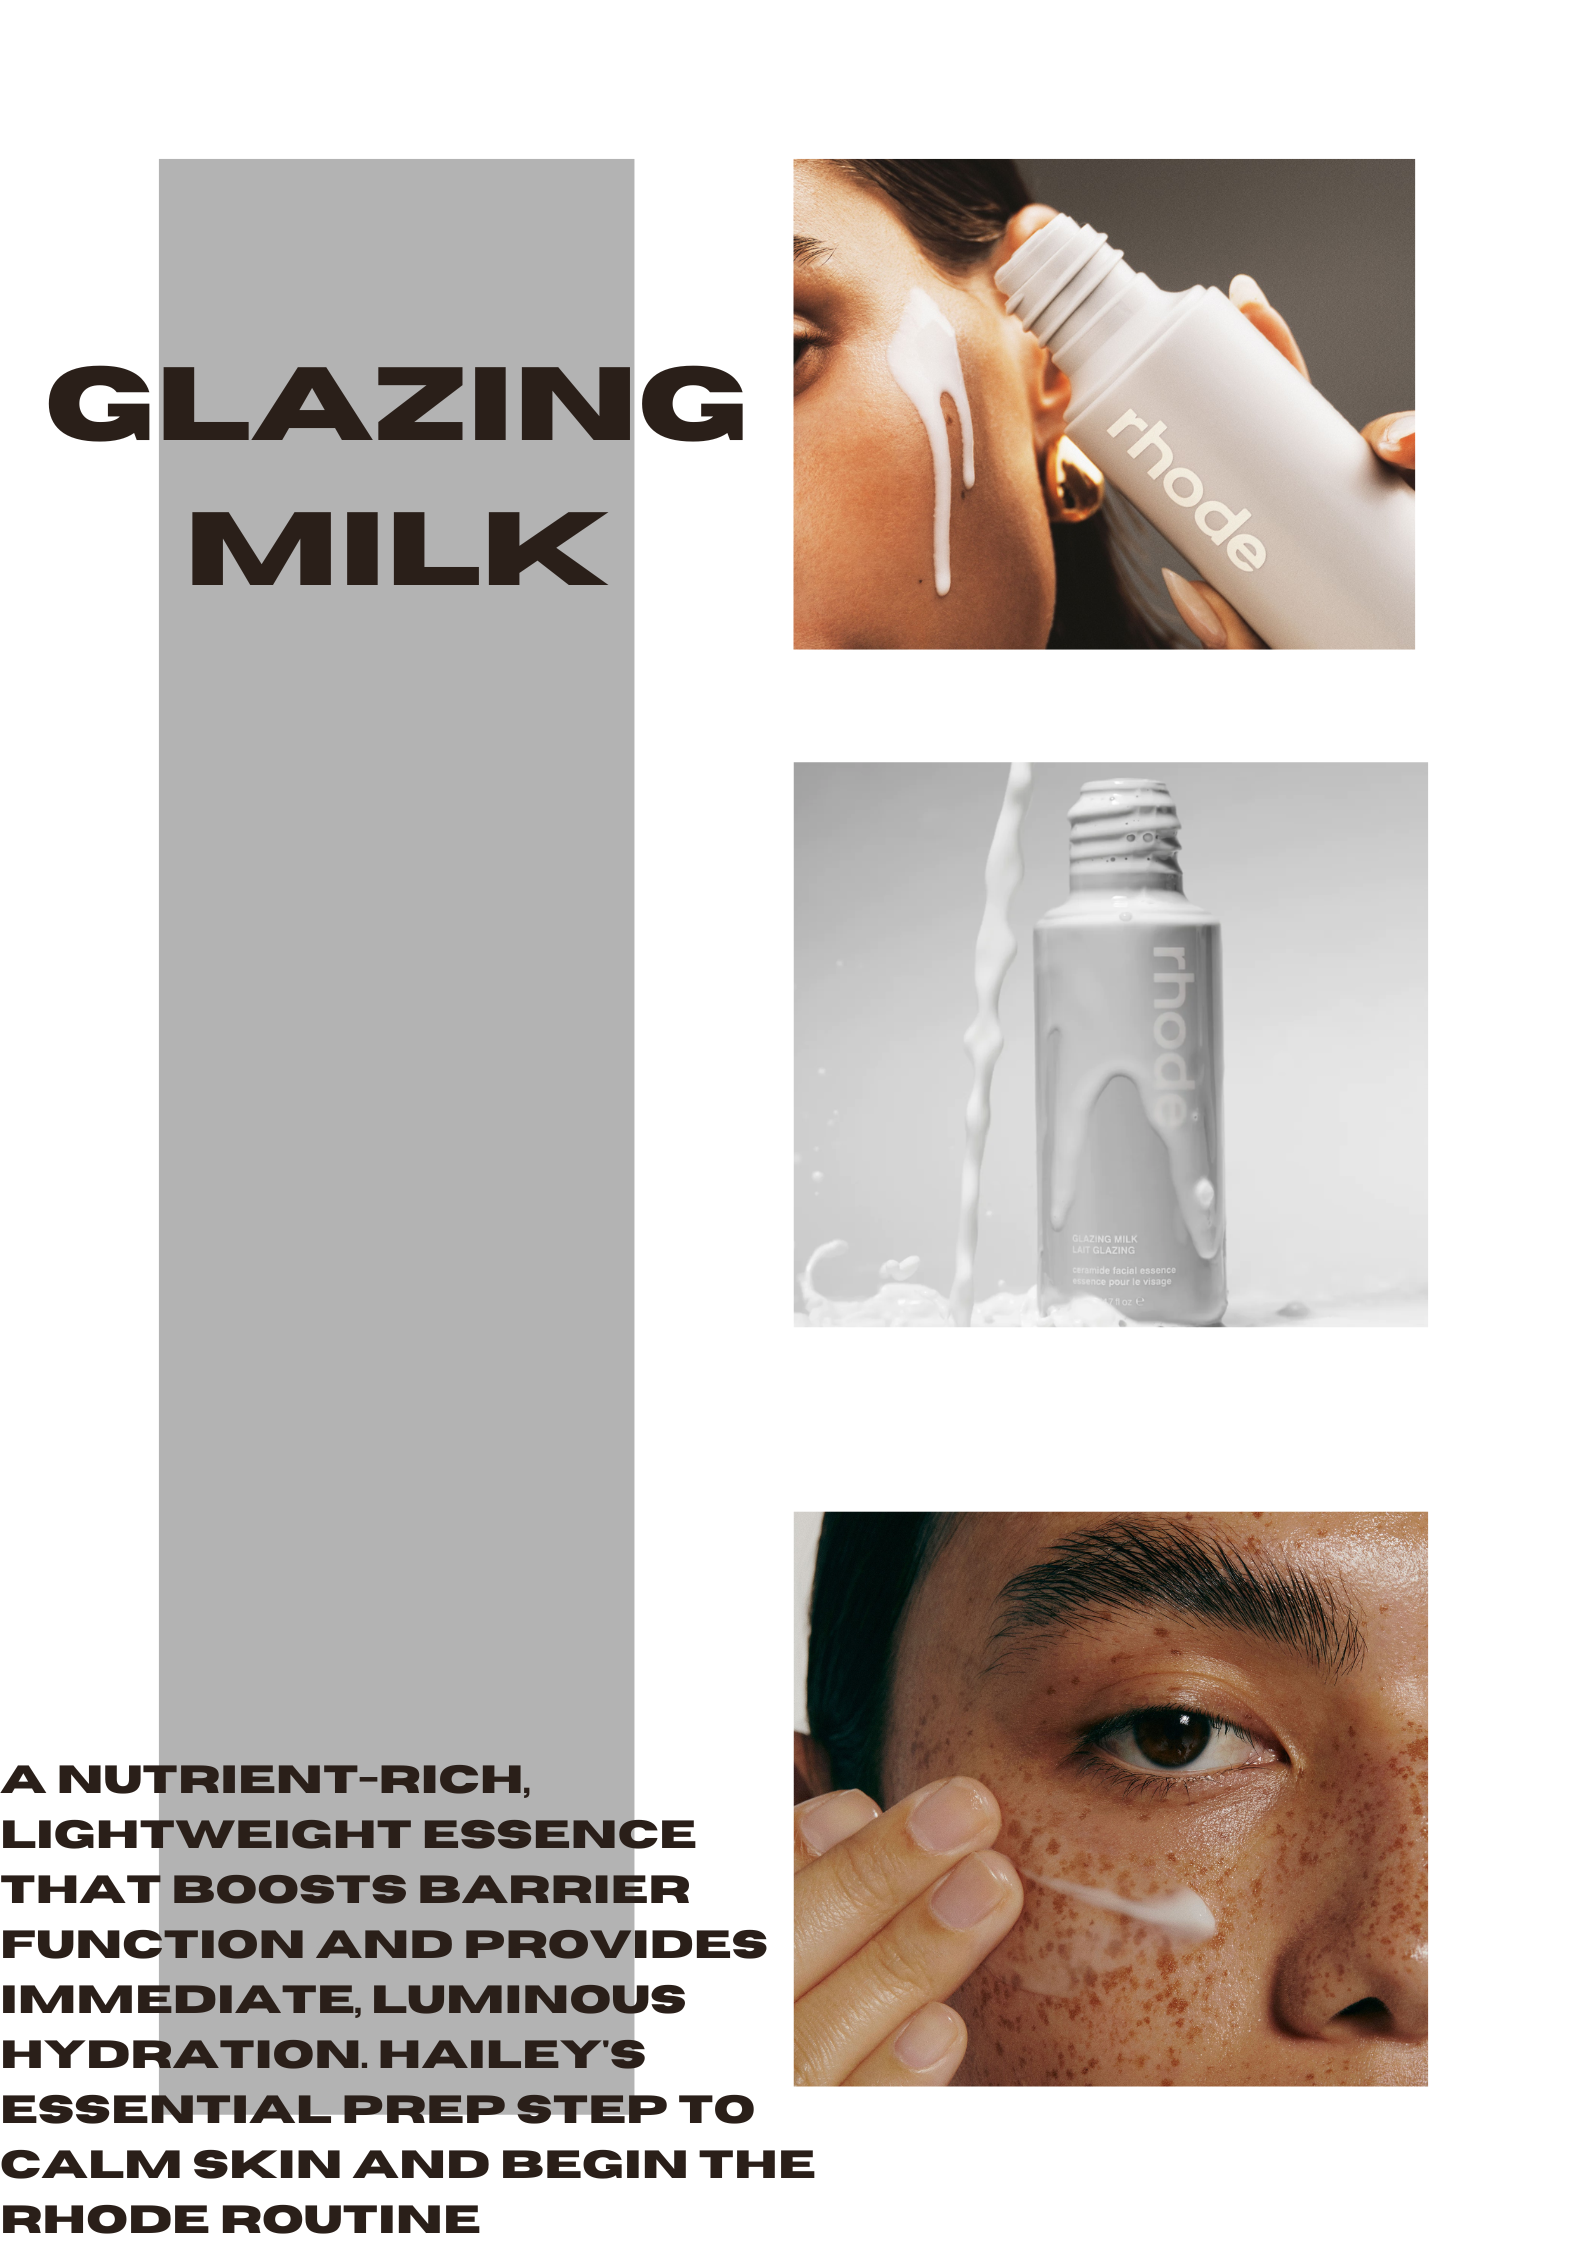 GLAZING
MILK
rhode
rhode
GLAZING MILK
LAIT GLAZING
ceramide facial essence
essence pour le visage
fl oz
A NUTRIENT-RICH,
LIGHTWEIGHT ESSENCE
THAT BOOSTS BARRIER
FUNCTION AND PROVIDES
IMMEDIATE, LUMINOUS
HYDRATION. HAILEY'S
ESSENTIAL PREP STEP TO
CALM SKIN AND BEGIN THE
RHODE ROUTINE